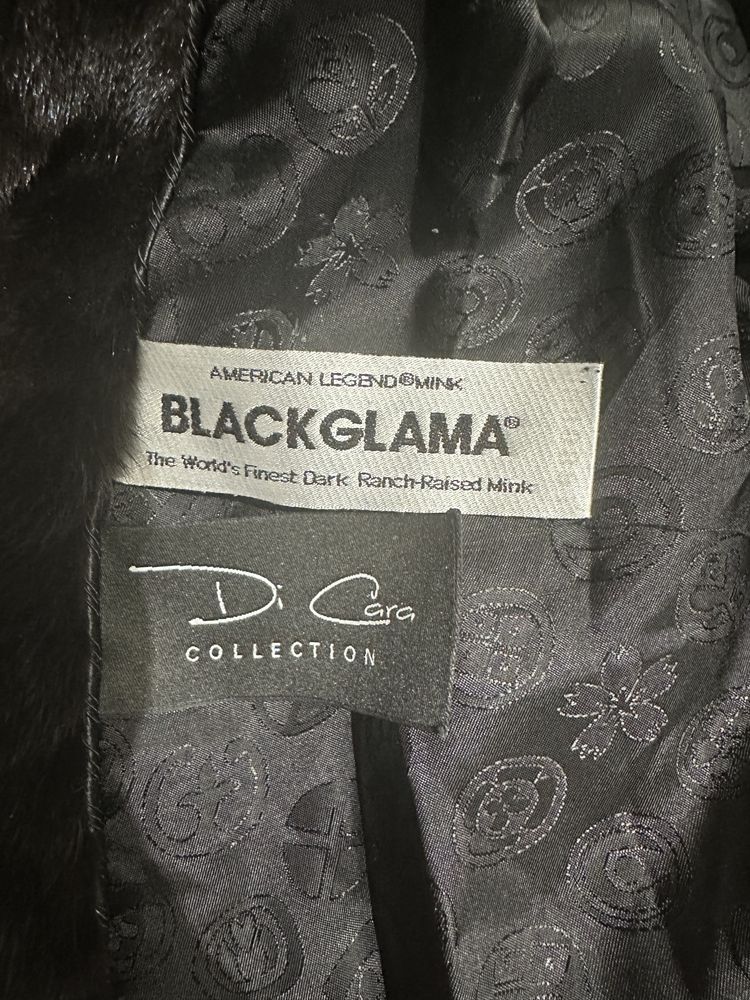 AMERICAN LEGEND®MINK
BLACKGLAMA®
The World's Finest Dark Ranch-Raised Mink
Di Cara
COLLECTION